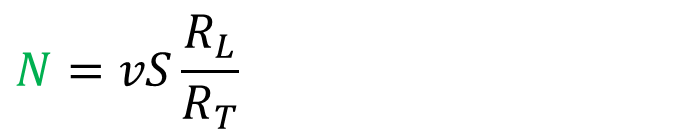 N = vS R_L / R_T